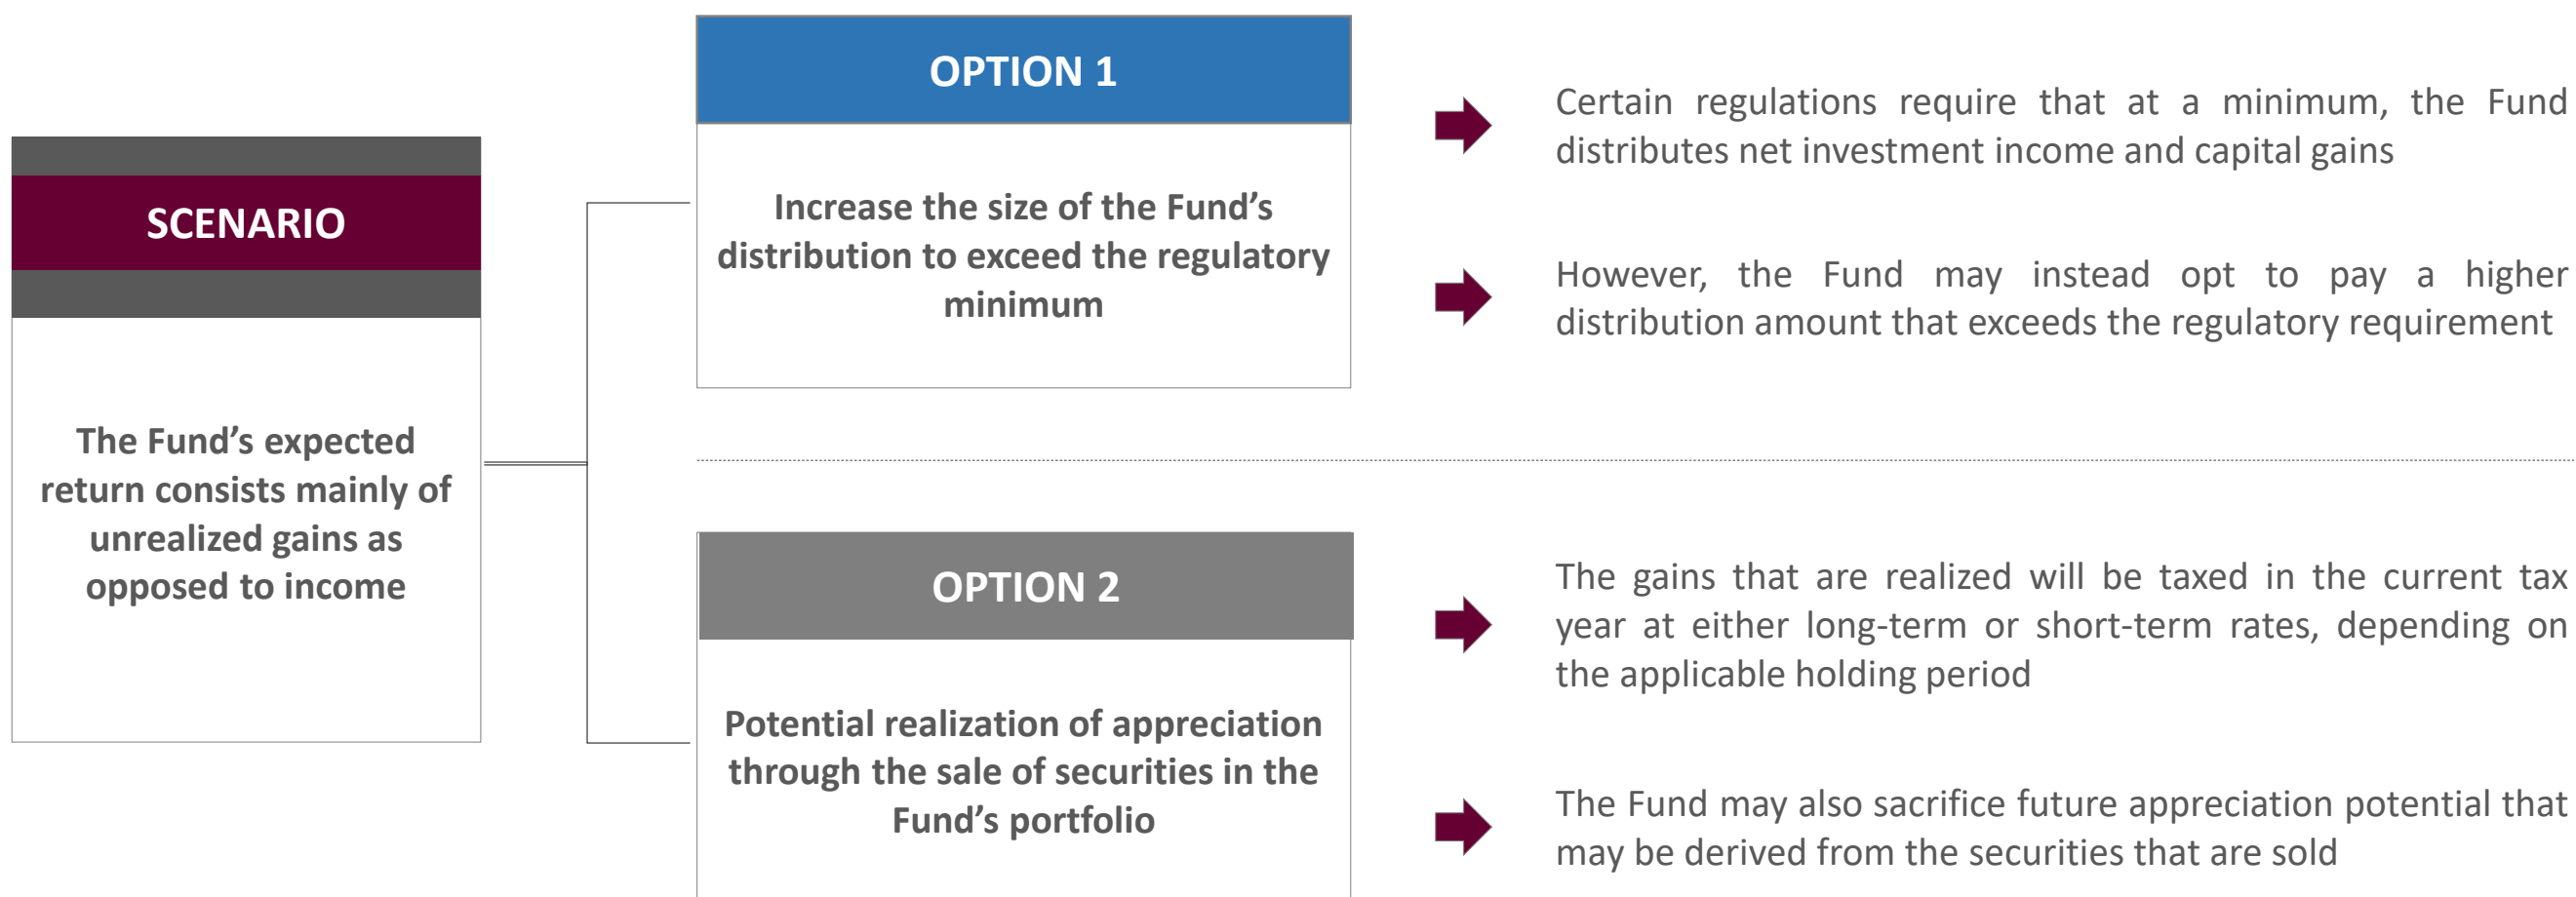 SCENARIO
The Fund’s expected
return consists mainly of
unrealized gains as
opposed to income
OPTION 1
Increase the size of the Fund’s
distribution to exceed the regulatory
minimum
Certain regulations require that at a minimum, the Fund
distributes net investment income and capital gains
However, the Fund may instead opt to pay a higher
distribution amount that exceeds the regulatory requirement
OPTION 2
Potential realization of appreciation
through the sale of securities in the
Fund’s portfolio
The gains that are realized will be taxed in the current tax
year at either long-term or short-term rates, depending on
the applicable holding period
The Fund may also sacrifice future appreciation potential that
may be derived from the securities that are sold